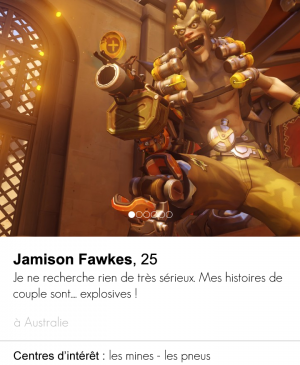 Jamison Fawkes, 25
Je ne recherche rien de très sérieux. Mes histoires de
couple sont... explosives !
à Australie
Centres d'intérêt : les mines - les pneus